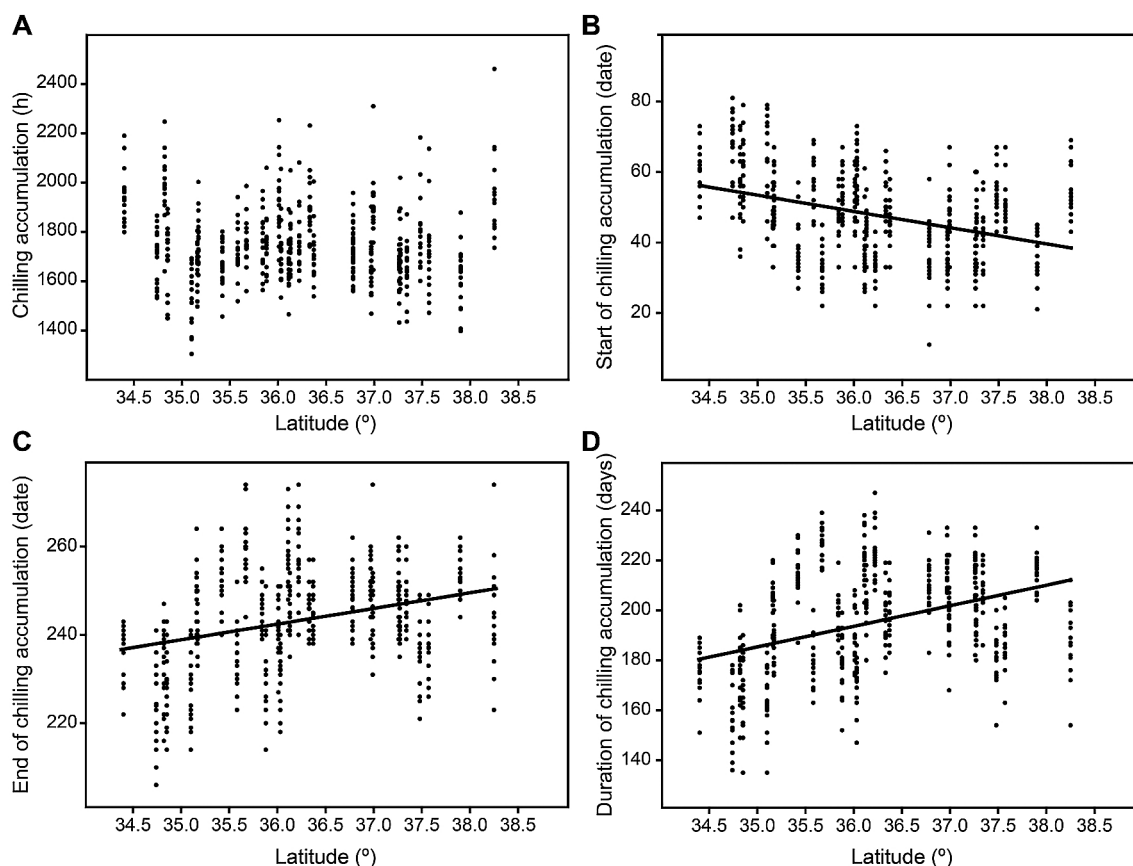 A
Chilling accumulation (h)
2400
2200
2000
1800
1600
1400
34.5 35.0 35.5 36.0 36.5 37.0 37.5 38.0 38.5
Latitude (º)
B
Start of chilling accumulation (date)
80
60
40
20
34.5 35.0 35.5 36.0 36.5 37.0 37.5 38.0 38.5
Latitude (º)
C
End of chilling accumulation (date)
260
240
220
34.5 35.0 35.5 36.0 36.5 37.0 37.5 38.0 38.5
Latitude (º)
D
Duration of chilling accumulation (days)
240
220
200
180
160
140
34.5 35.0 35.5 36.0 36.5 37.0 37.5 38.0 38.5
Latitude (º)